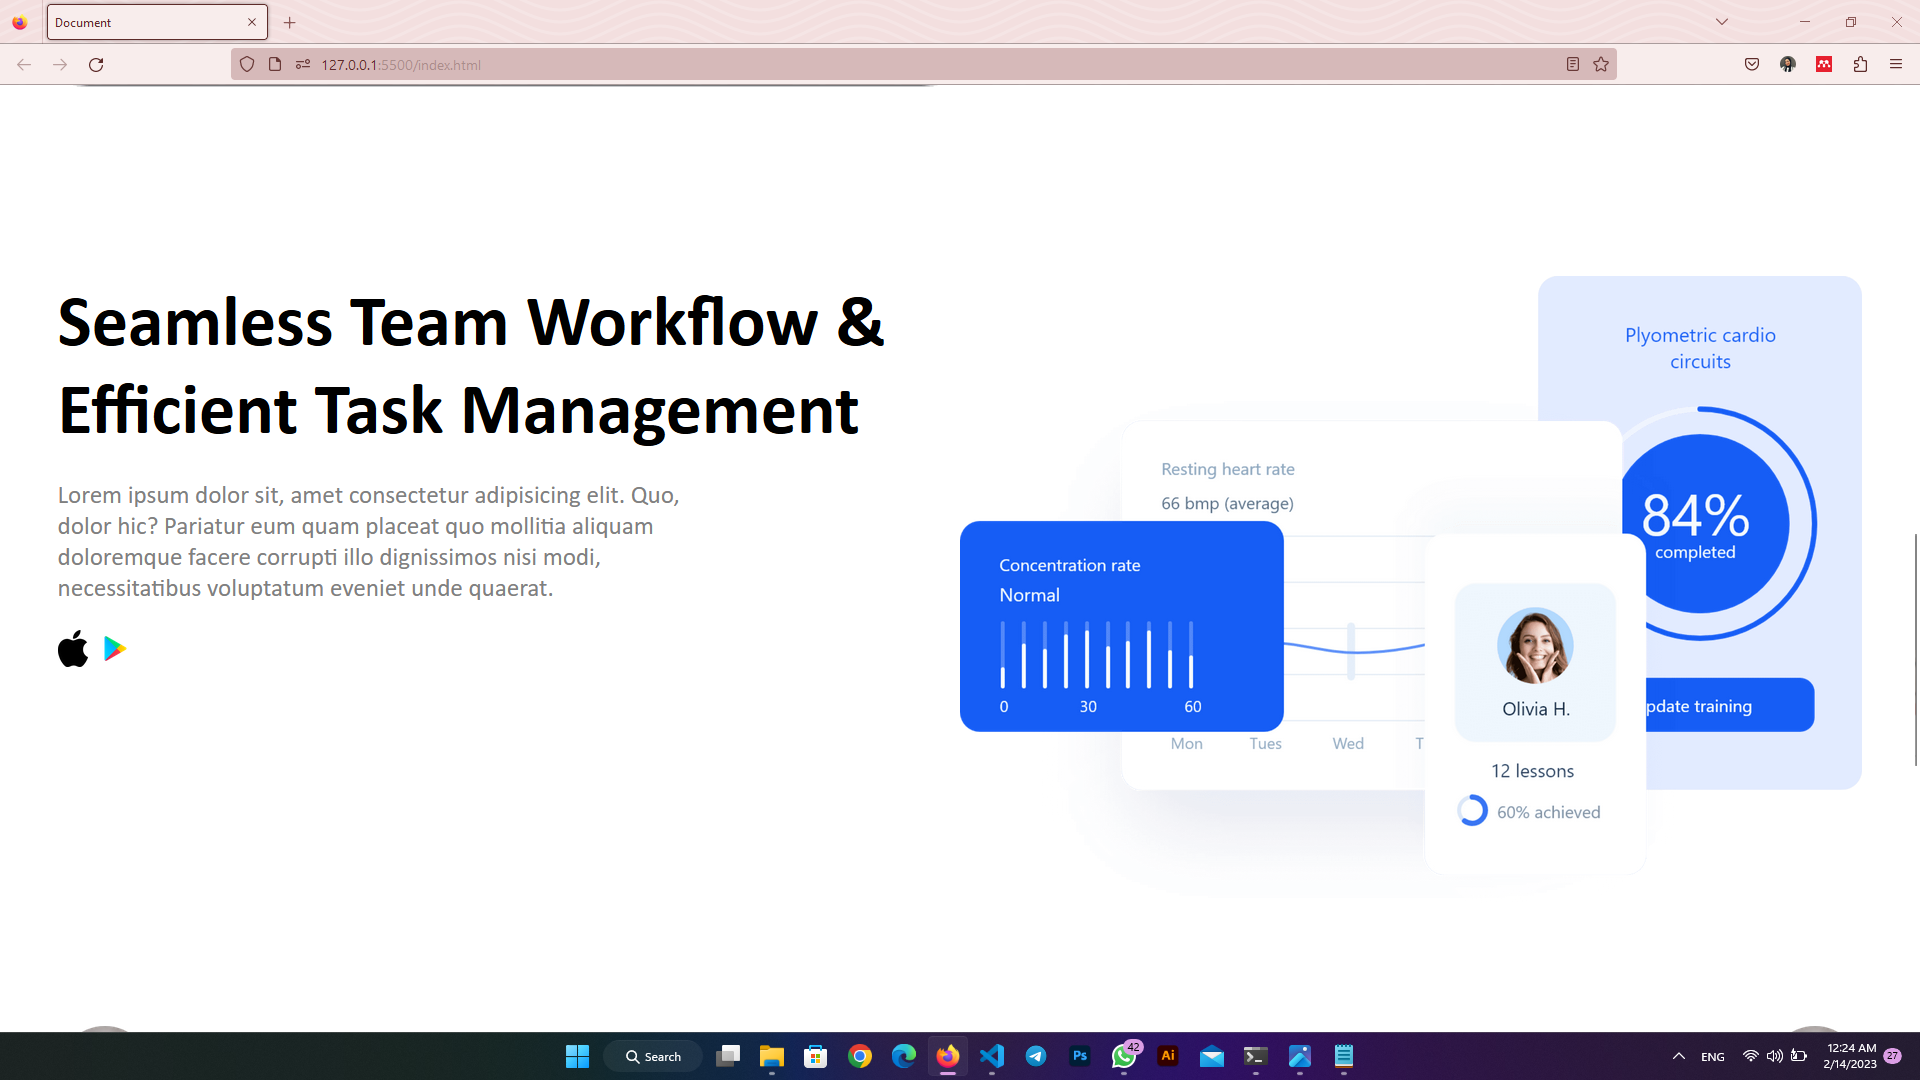 Document
127.0.0.1:5500/index.html
Seamless Team Workflow &
Efficient Task Management
Lorem ipsum dolor sit, amet consectetur adipisicing elit. Quo,
dolor hic? Pariatur eum quam placeat quo mollitia aliquam
doloremque facere corrupti illo dignissimos nisi modi,
necessitatibus voluptatum eveniet unde quaerat.
Plyometric cardio
circuits
84%
completed
pdate training
Resting heart rate
66 bmp (average)
Concentration rate
Normal
0 30 60
Mon Tues Wed T
Olivia H.
12 lessons
60% achieved
Search
Ps
42
Ai
ENG
12:24 AM
2/14/2023
27